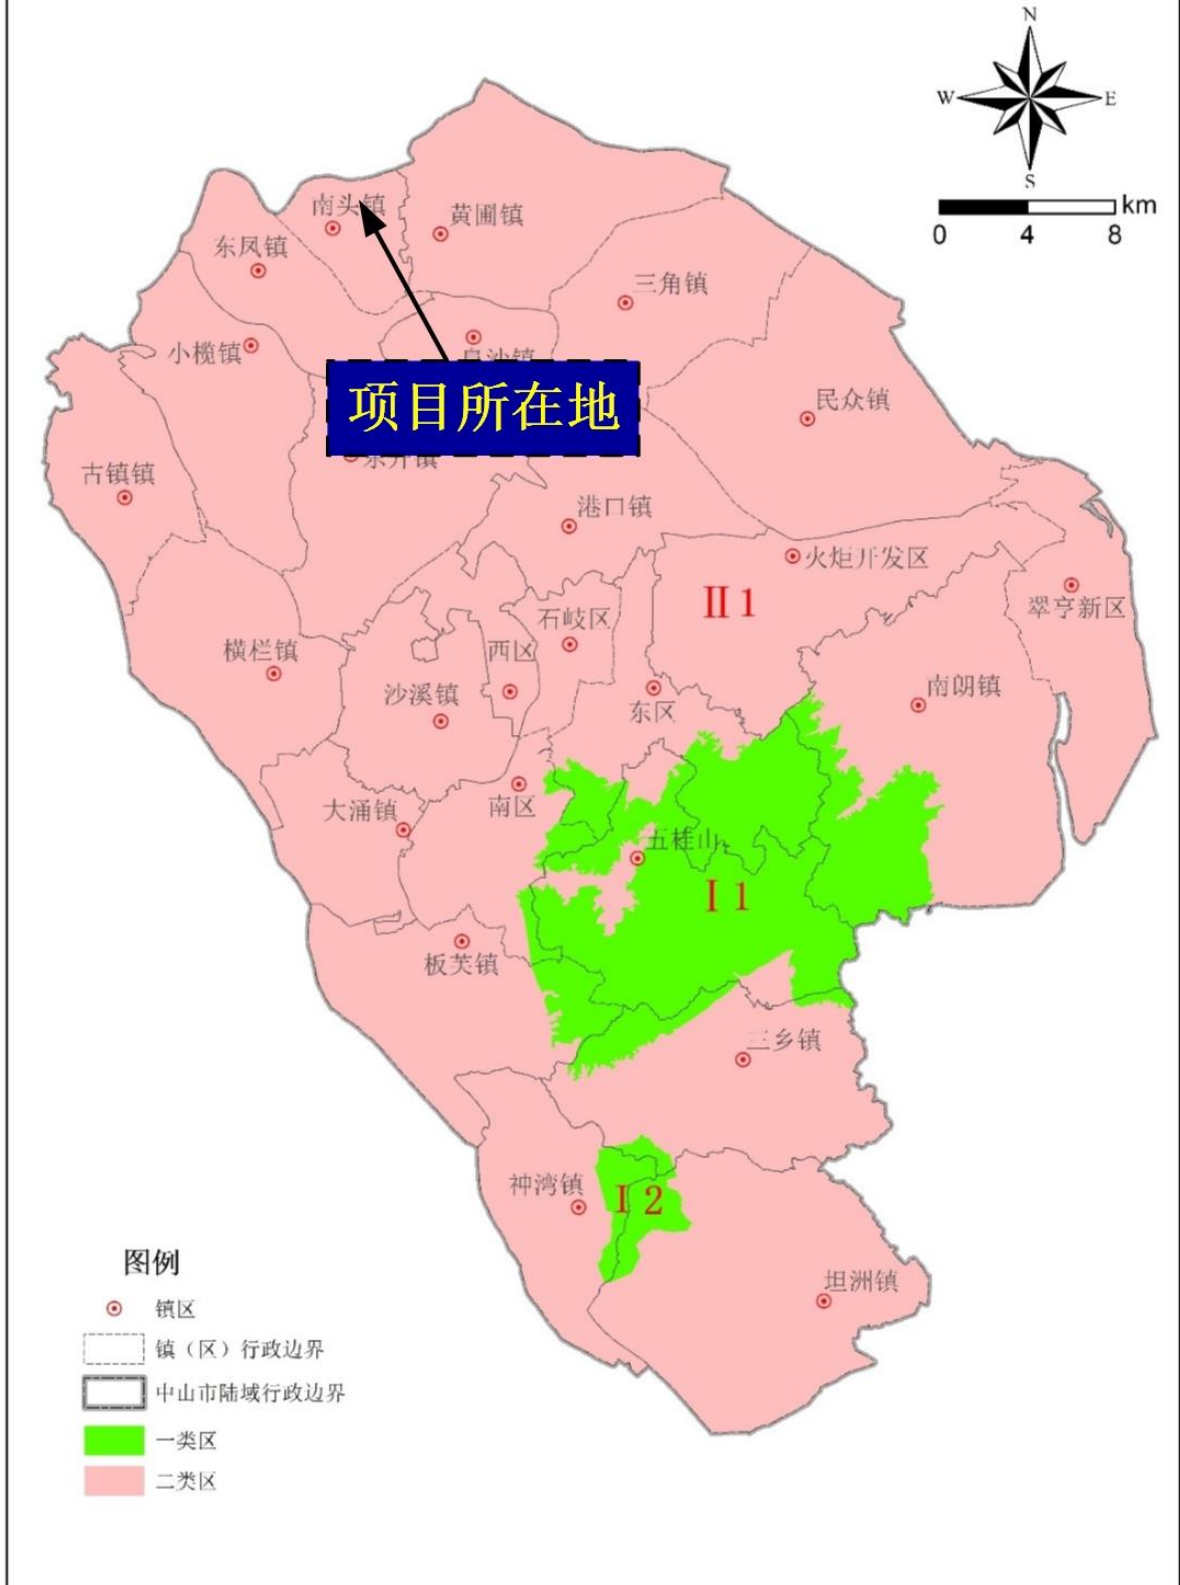 N
W
E
S
km
0
4
8
南头镇
黄圃镇
东凤镇
三角镇
小榄镇
项目所在地
民众镇
古镇镇
港口镇
火炬开发区
II 1
翠亨新区
石岐区
西区
横栏镇
沙溪镇
东区
南朗镇
南区
大涌镇
五桂山
I 1
板芙镇
三乡镇
神湾镇
I 2
坦洲镇
图例
镇区
镇（区）行政边界
中山市陆域行政边界
一类区
二类区